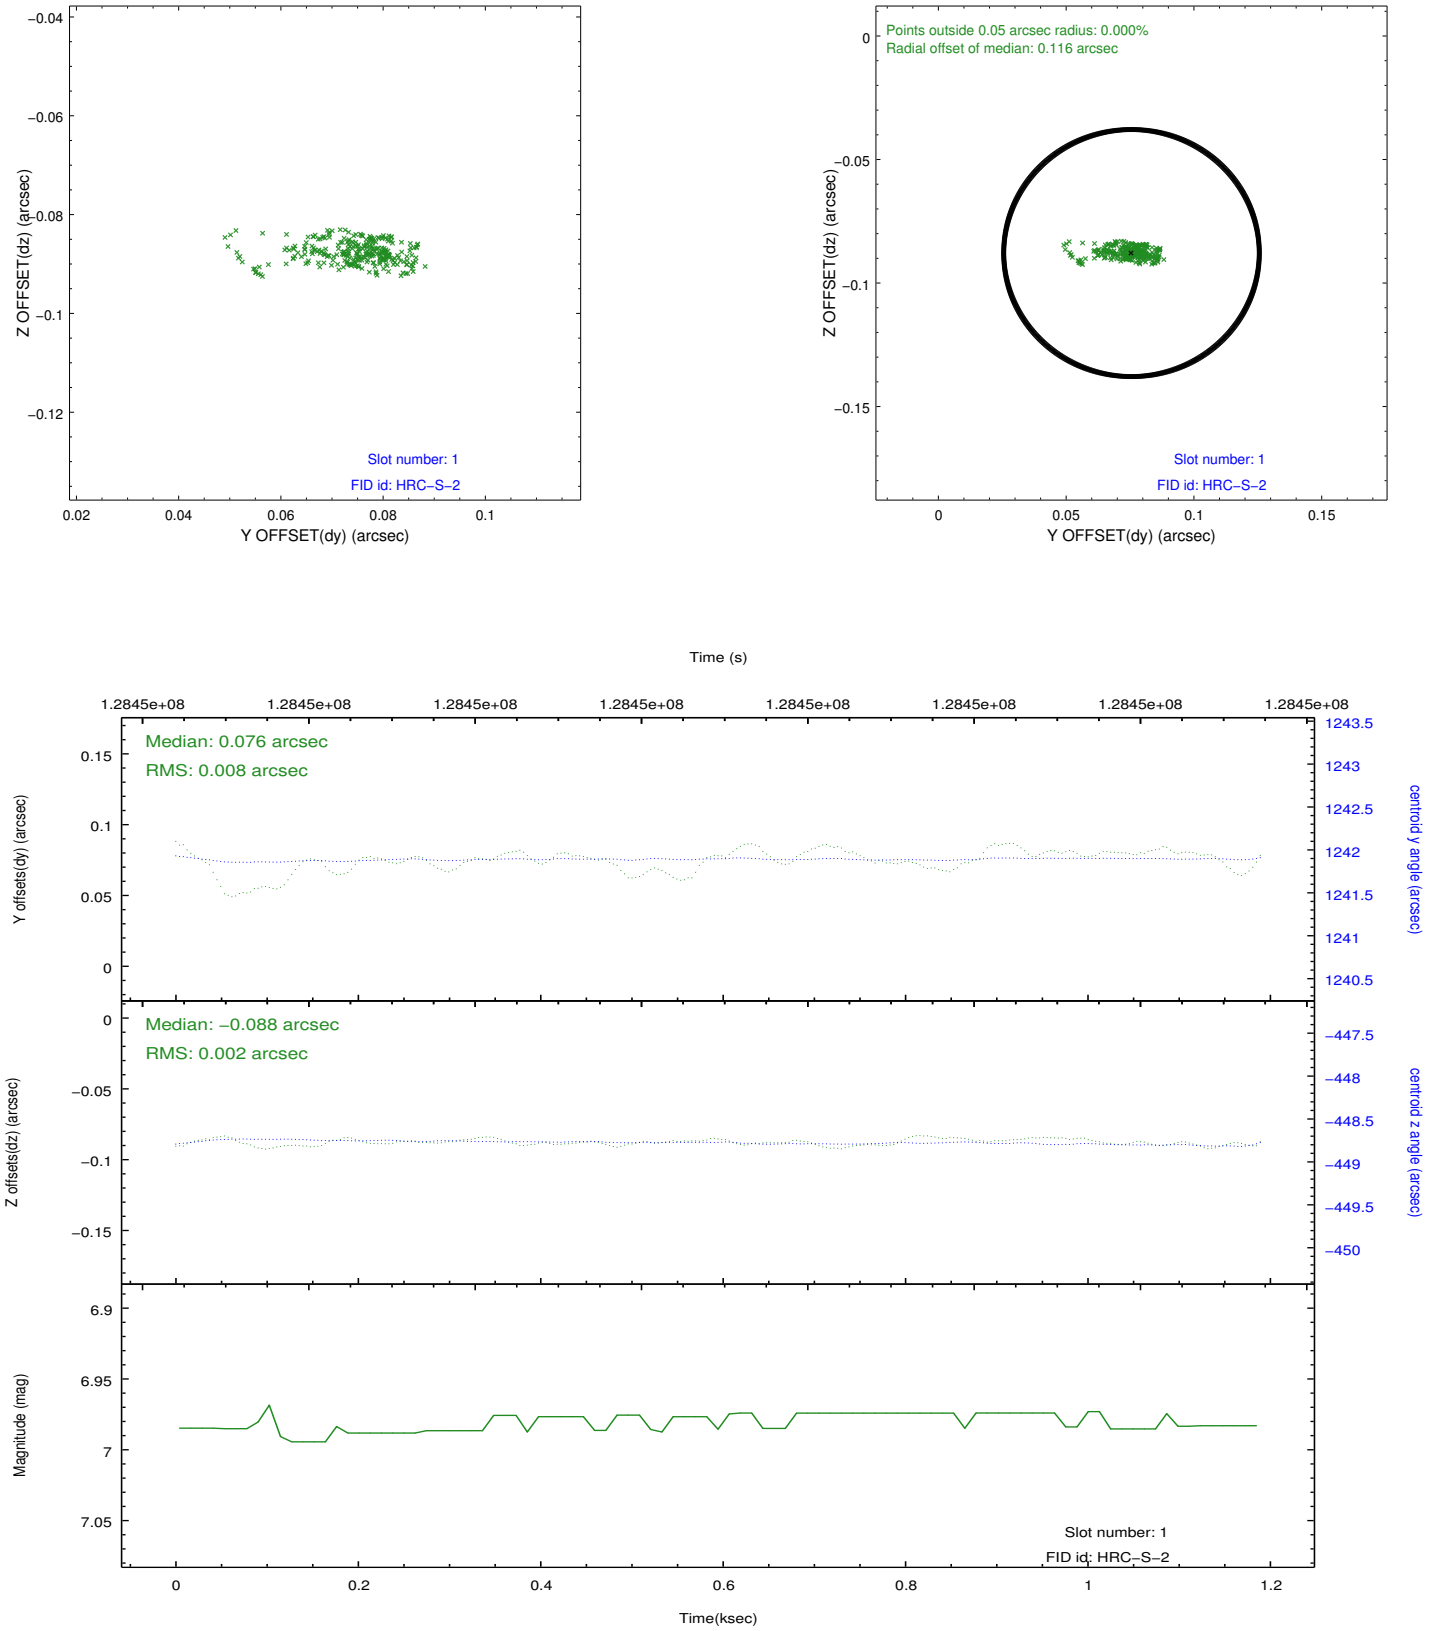 −0.04
−0.06
−0.08
−0.1
−0.12
Z OFFSET(dz) (arcsec)
Slot number: 1
FID id: HRC−S−2
0.02 0.04 0.06 0.08 0.1
Y OFFSET(dy) (arcsec)
Points outside 0.05 arcsec radius: 0.000%
Radial offset of median: 0.116 arcsec
0
−0.05
−0.1
−0.15
Z OFFSET(dz) (arcsec)
Slot number: 1
FID id: HRC−S−2
0 0.05 0.1 0.15
Y OFFSET(dy) (arcsec)
Time (s)
1.2845e+08 1.2845e+08 1.2845e+08 1.2845e+08 1.2845e+08 1.2845e+08 1.2845e+08 1.2845e+08
Median: 0.076 arcsec
RMS: 0.008 arcsec
0.15
0.1
0.05
0
Y offsets(dy) (arcsec)
1243.5
1243
1242.5
1242
1241.5
1241
1240.5
centroid y angle (arcsec)
Median: −0.088 arcsec
RMS: 0.002 arcsec
0
−0.05
−0.1
−0.15
Z offsets(dz) (arcsec)
−447.5
−448
−448.5
−449
−449.5
−450
centroid z angle (arcsec)
6.9
6.95
7
7.05
Magnitude (mag)
Slot number: 1
FID id: HRC−S−2
0 0.2 0.4 0.6 0.8 1 1.2
Time(ksec)